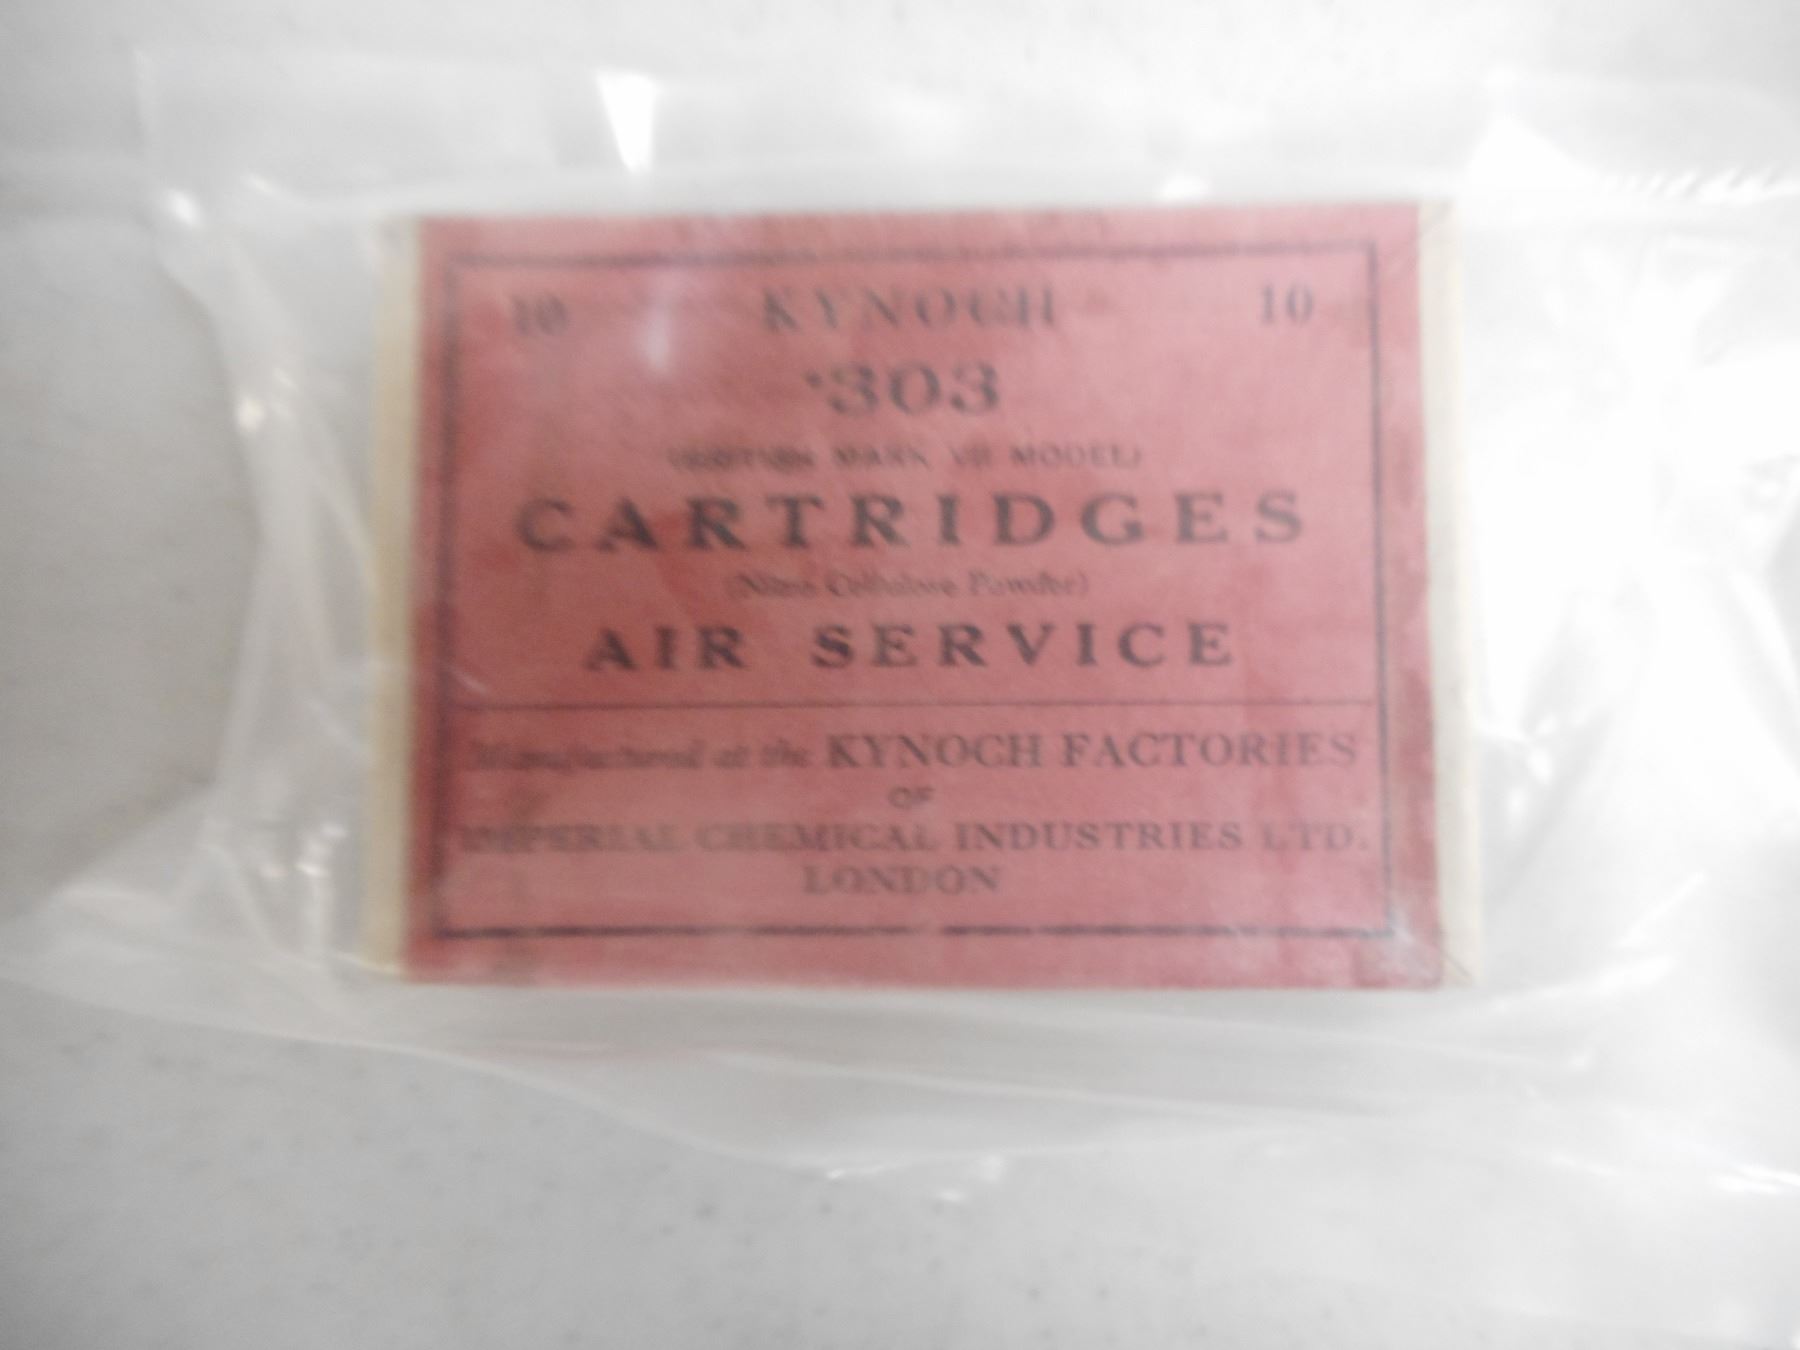 10 KYNOCH 10
·303
(BRITISH MARK VII MODEL)
CARTRIDGES
(Nitro Cellulose Powder)
AIR SERVICE
Manufactured at the KYNOCH FACTORIES
OF
IMPERIAL CHEMICAL INDUSTRIES LTD.
LONDON